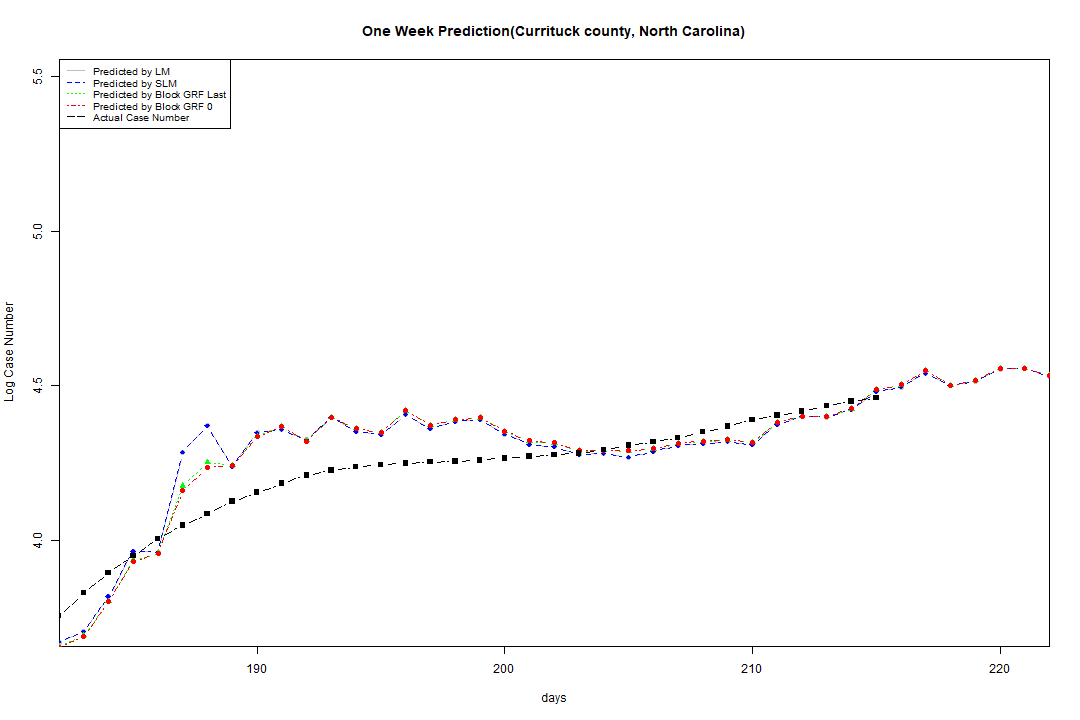 One Week Prediction(Currituck county, North Carolina)
Predicted by LM
Predicted by SLM
Predicted by Block GRF Last
Predicted by Block GRF 0
Actual Case Number
5.5
5.0
4.5
4.0
Log Case Number
190
200
210
220
days